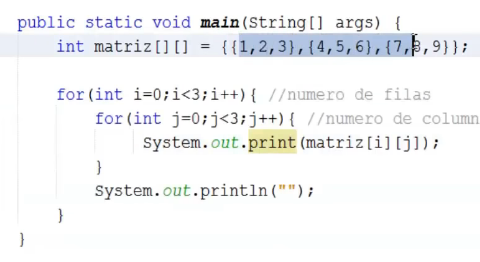 public static void main(String[] args) {
int matriz[][] = {{1,2,3},{4,5,6},{7,8,9}};
for(int i=0;i<3;i++){ //numero de filas
for(int j=0;j<3;j++){ //numero de column
System.out.print(matriz[i][j]);
}
System.out.println("");
}
}